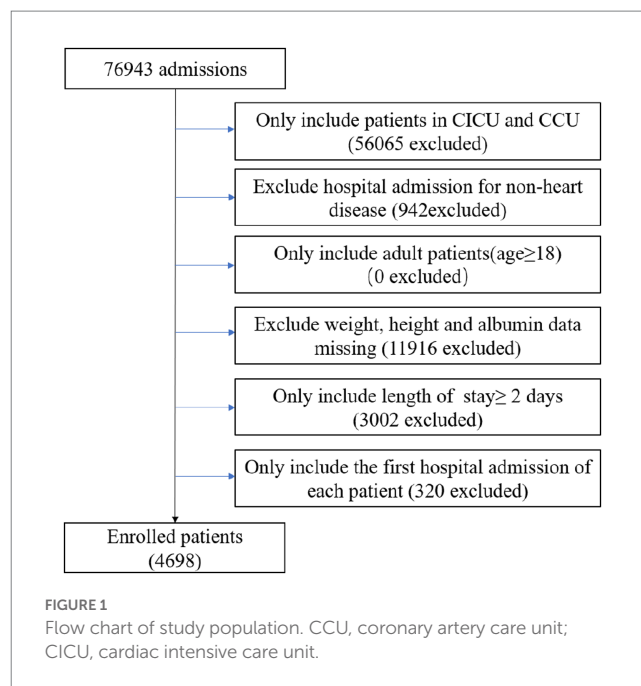 76943 admissions
Only include patients in CICU and CCU
(56065 excluded)
Exclude hospital admission for non-heart
disease (942excluded)
Only include adult patients(age≥18)
(0 excluded)
Exclude weight, height and albumin data
missing (11916 excluded)
Only include length of stay≥ 2 days
(3002 excluded)
Only include the first hospital admission of
each patient (320 excluded)
Enrolled patients
(4698)
FIGURE 1
Flow chart of study population. CCU, coronary artery care unit;
CICU, cardiac intensive care unit.